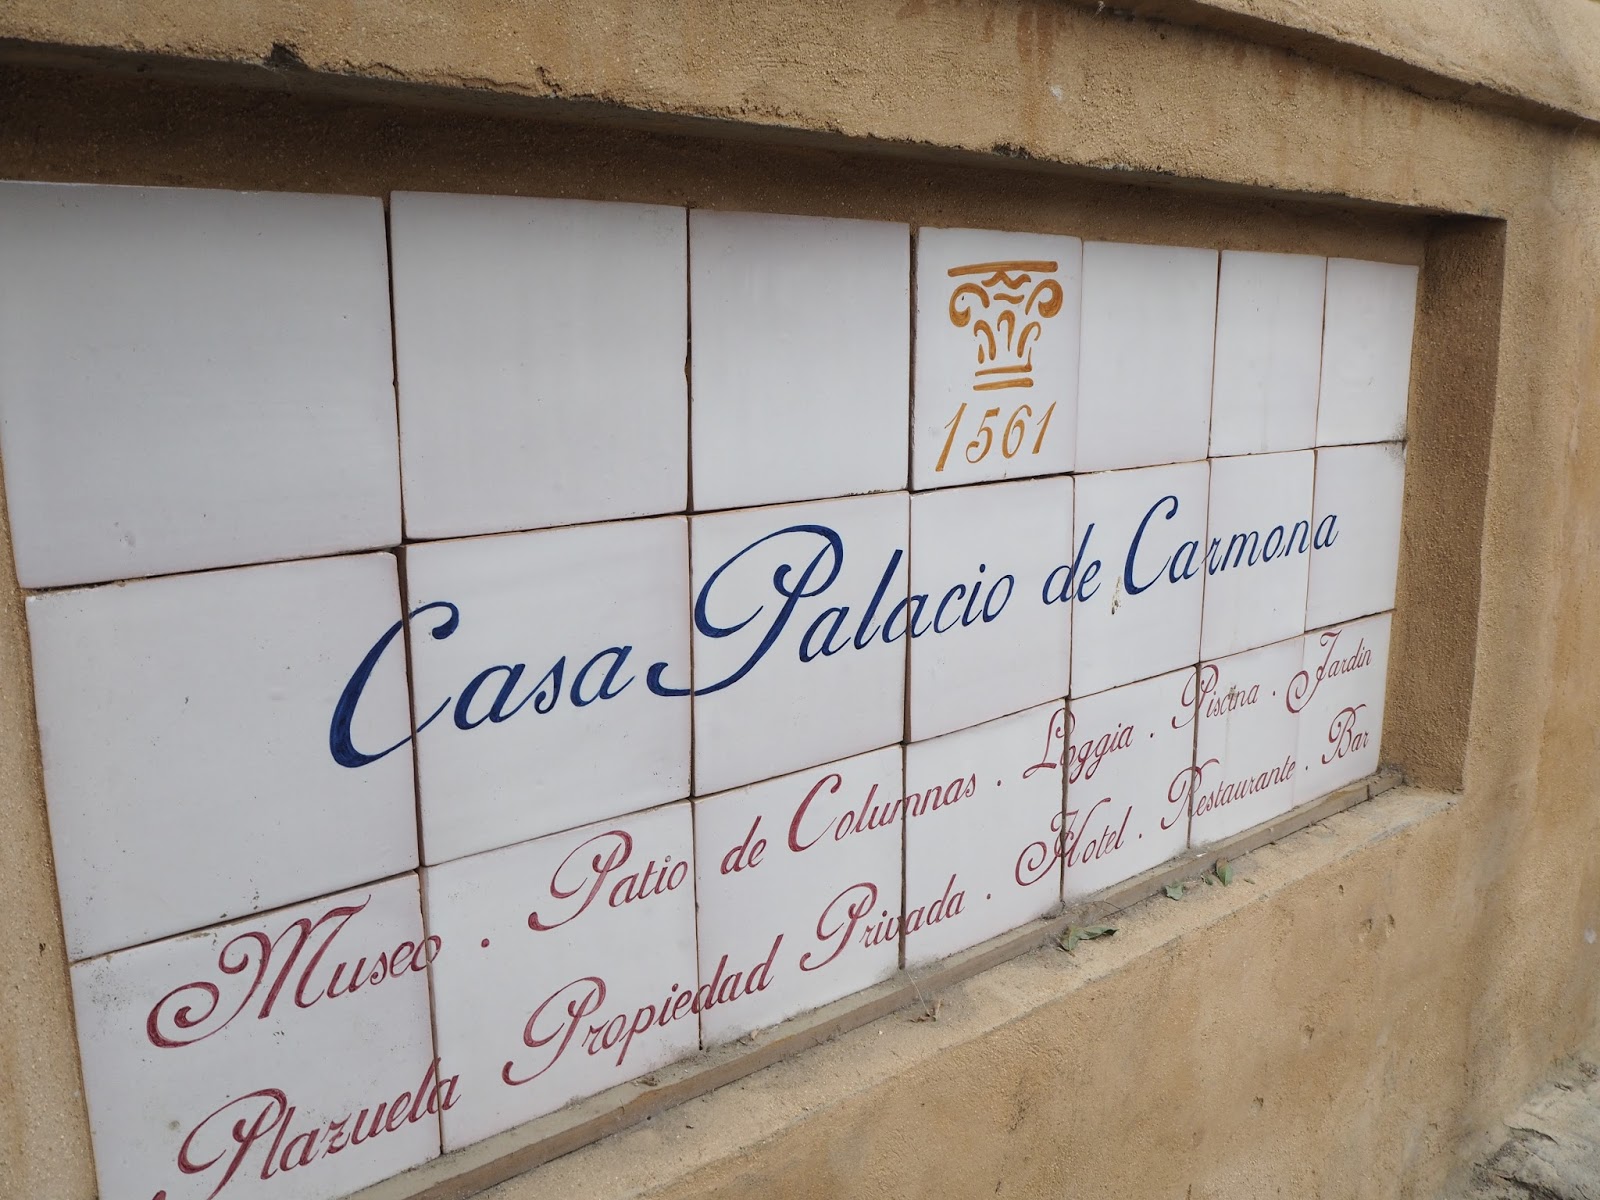 1561
Casa Palacio de Carmona
Museo . Patio de Columnas . Loggia . Piscina . Jardin
Plazuela Propiedad Privada . Hotel . Restaurante . Bar